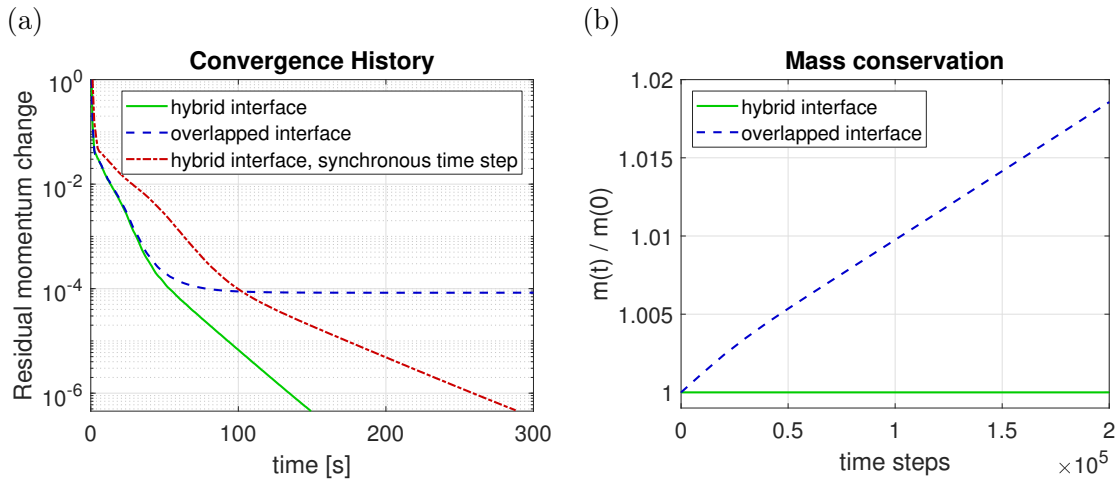 (a)
Convergence History
Residual momentum change
10^0
10^-2
10^-4
10^-6
hybrid interface
overlapped interface
hybrid interface, synchronous time step
0
100
200
300
time [s]
(b)
Mass conservation
m(t) / m(0)
1.02
1.015
1.01
1.005
1
hybrid interface
overlapped interface
0
0.5
1
1.5
2
×10^5
time steps